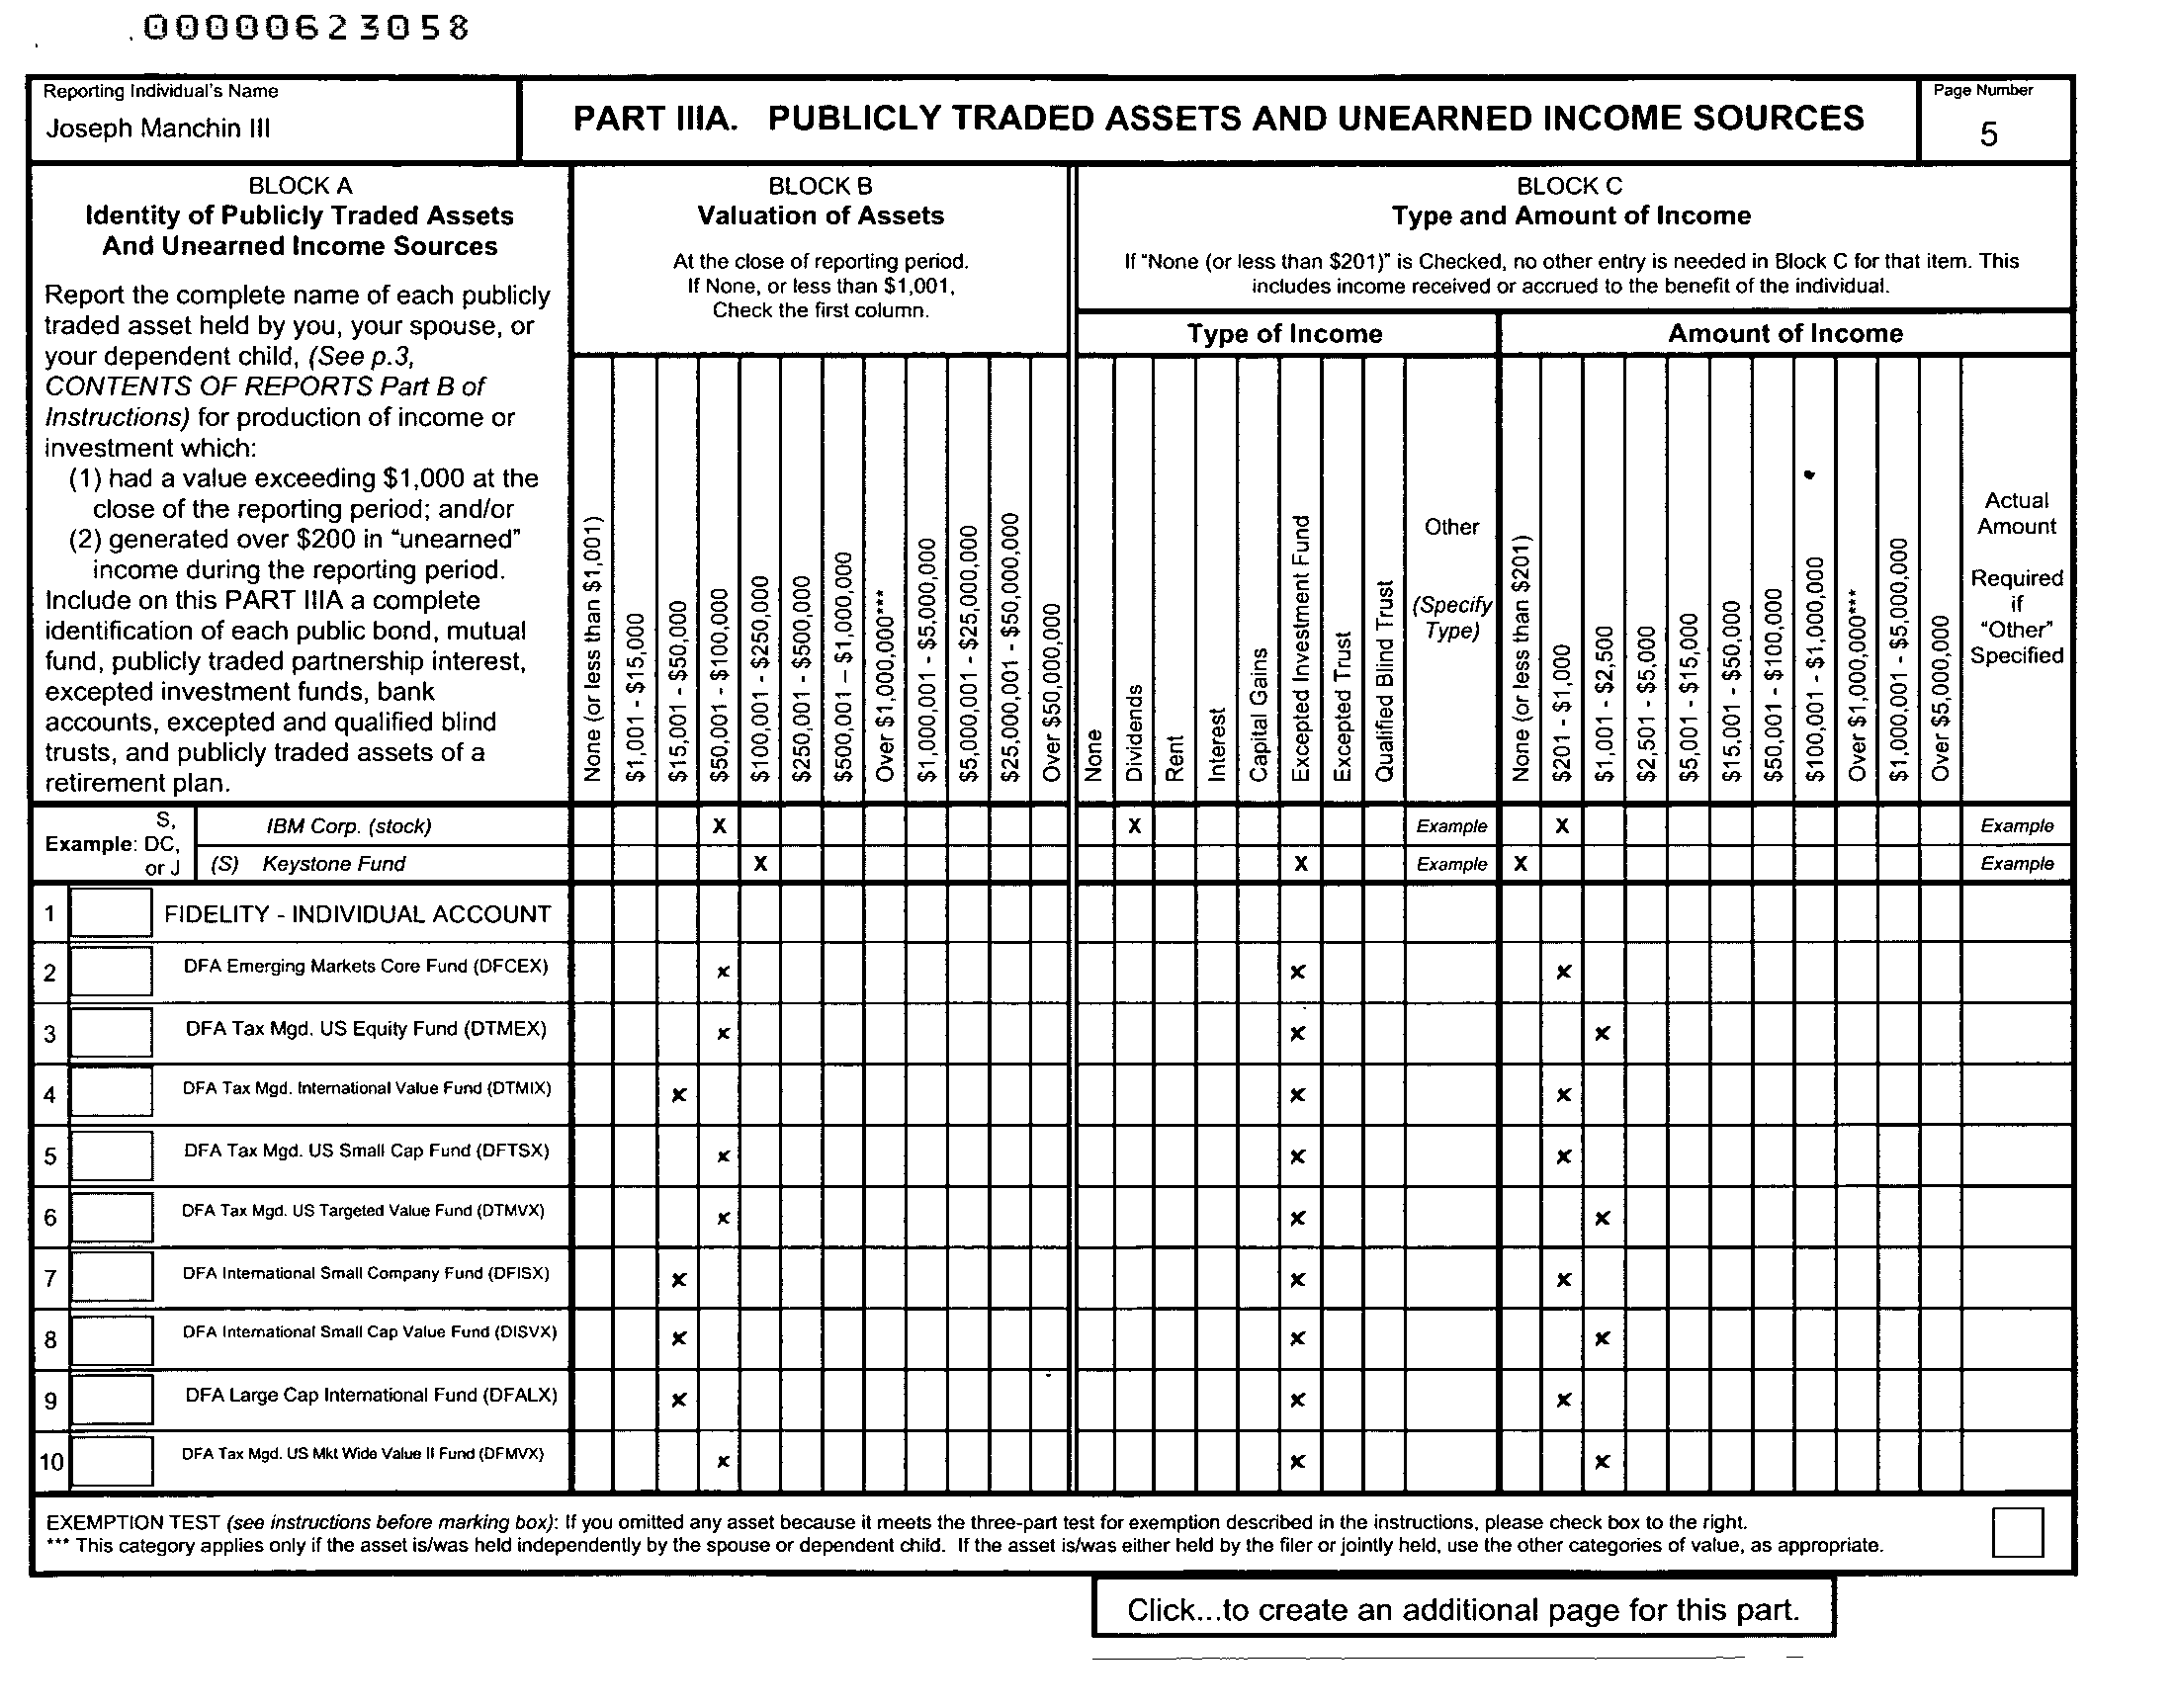 00000623058
Reporting Individual's Name
Joseph Manchin III
PART IIIA. PUBLICLY TRADED ASSETS AND UNEARNED INCOME SOURCES
Page Number
5
BLOCK A
Identity of Publicly Traded Assets
And Unearned Income Sources
Report the complete name of each publicly
traded asset held by you, your spouse, or
your dependent child, (See p.3,
CONTENTS OF REPORTS Part B of
Instructions) for production of income or
investment which:
(1) had a value exceeding $1,000 at the
close of the reporting period; and/or
(2) generated over $200 in “unearned”
income during the reporting period.
Include on this PART IIIA a complete
identification of each public bond, mutual
fund, publicly traded partnership interest,
excepted investment funds, bank
accounts, excepted and qualified blind
trusts, and publicly traded assets of a
retirement plan.
BLOCK B
Valuation of Assets
At the close of reporting period.
If None, or less than $1,001,
Check the first column.
None (or less than $1,001)
$1,001 - $15,000
$15,001 - $50,000
$50,001 - $100,000
$100,001 - $250,000
$250,001 - $500,000
$500,001 – $1,000,000
Over $1,000,000***
$1,000,001 - $5,000,000
$5,000,001 - $25,000,000
$25,000,001 - $50,000,000
Over $50,000,000
BLOCK C
Type and Amount of Income
If “None (or less than $201)” is Checked, no other entry is needed in Block C for that item. This
includes income received or accrued to the benefit of the individual.
Type of Income
None
Dividends
Rent
Interest
Capital Gains
Excepted Investment Fund
Excepted Trust
Qualified Blind Trust
Other
(Specify
Type)
Amount of Income
None (or less than $201)
$201 - $1,000
$1,001 - $2,500
$2,501 - $5,000
$5,001 - $15,000
$15,001 - $50,000
$50,001 - $100,000
$100,001 - $1,000,000
Over $1,000,000***
$1,000,001 - $5,000,000
Over $5,000,000
Actual
Amount
Required
if
“Other”
Specified
Example: S, DC, or J
IBM Corp. (stock) X X Example X Example
(S) Keystone Fund X X Example X Example
1 FIDELITY - INDIVIDUAL ACCOUNT
2 DFA Emerging Markets Core Fund (DFCEX) x x x
3 DFA Tax Mgd. US Equity Fund (DTMEX) x x x
4 DFA Tax Mgd. International Value Fund (DTMIX) x x x
5 DFA Tax Mgd. US Small Cap Fund (DFTSX) x x x
6 DFA Tax Mgd. US Targeted Value Fund (DTMVX) x x x
7 DFA International Small Company Fund (DFISX) x x x
8 DFA International Small Cap Value Fund (DISVX) x x x
9 DFA Large Cap International Fund (DFALX) x x x
10 DFA Tax Mgd. US Mkt Wide Value II Fund (DFMVX) x x x
EXEMPTION TEST (see instructions before marking box): If you omitted any asset because it meets the three-part test for exemption described in the instructions, please check box to the right.
*** This category applies only if the asset is/was held independently by the spouse or dependent child. If the asset is/was either held by the filer or jointly held, use the other categories of value, as appropriate.
Click...to create an additional page for this part.